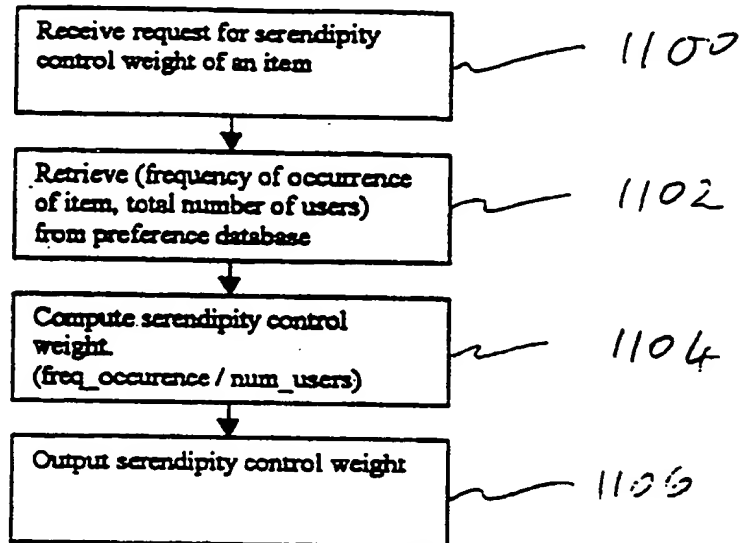 Receive request for serendipity
control weight of an item
1100
Retrieve (frequency of occurrence
of item, total number of users)
from preference database
1102
Compute serendipity control
weight.
(freq_occurence / num_users)
1104
Output serendipity control weight
1106